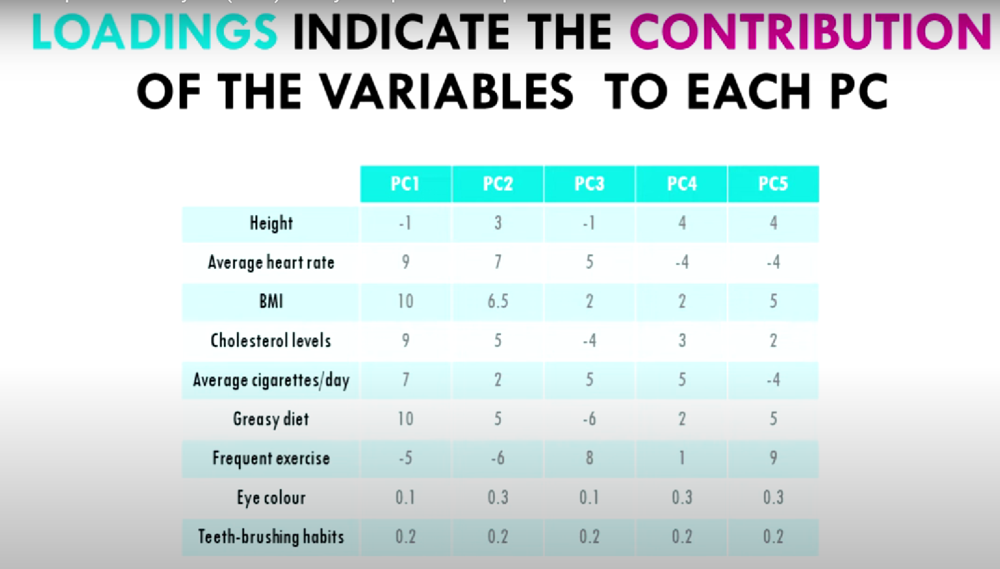 LOADINGS INDICATE THE CONTRIBUTION
OF THE VARIABLES TO EACH PC
PC1 PC2 PC3 PC4 PC5
Height -1 3 -1 4 4
Average heart rate 9 7 5 -4 -4
BMI 10 6.5 2 2 5
Cholesterol levels 9 5 -4 3 2
Average cigarettes/day 7 2 5 5 -4
Greasy diet 10 5 -6 2 5
Frequent exercise -5 -6 8 1 9
Eye colour 0.1 0.3 0.1 0.3 0.3
Teeth-brushing habits 0.2 0.2 0.2 0.2 0.2